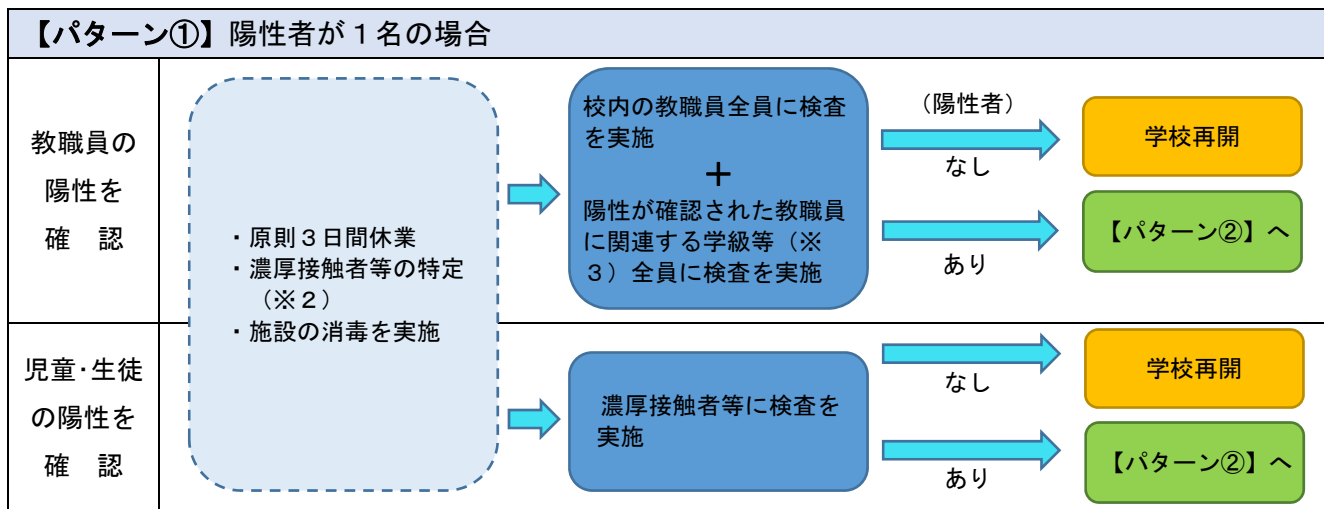 【パターン①】陽性者が1名の場合
教職員の
陽性を
確　認
・原則3日間休業
・濃厚接触者等の特定
（※2）
・施設の消毒を実施
校内の教職員全員に検査
を実施
＋
陽性が確認された教職員
に関連する学級等（※
3）全員に検査を実施
（陽性者）
なし
学校再開
あり
【パターン②】へ
児童・生徒
の陽性を
確　認
濃厚接触者等に検査を
実施
なし
学校再開
あり
【パターン②】へ